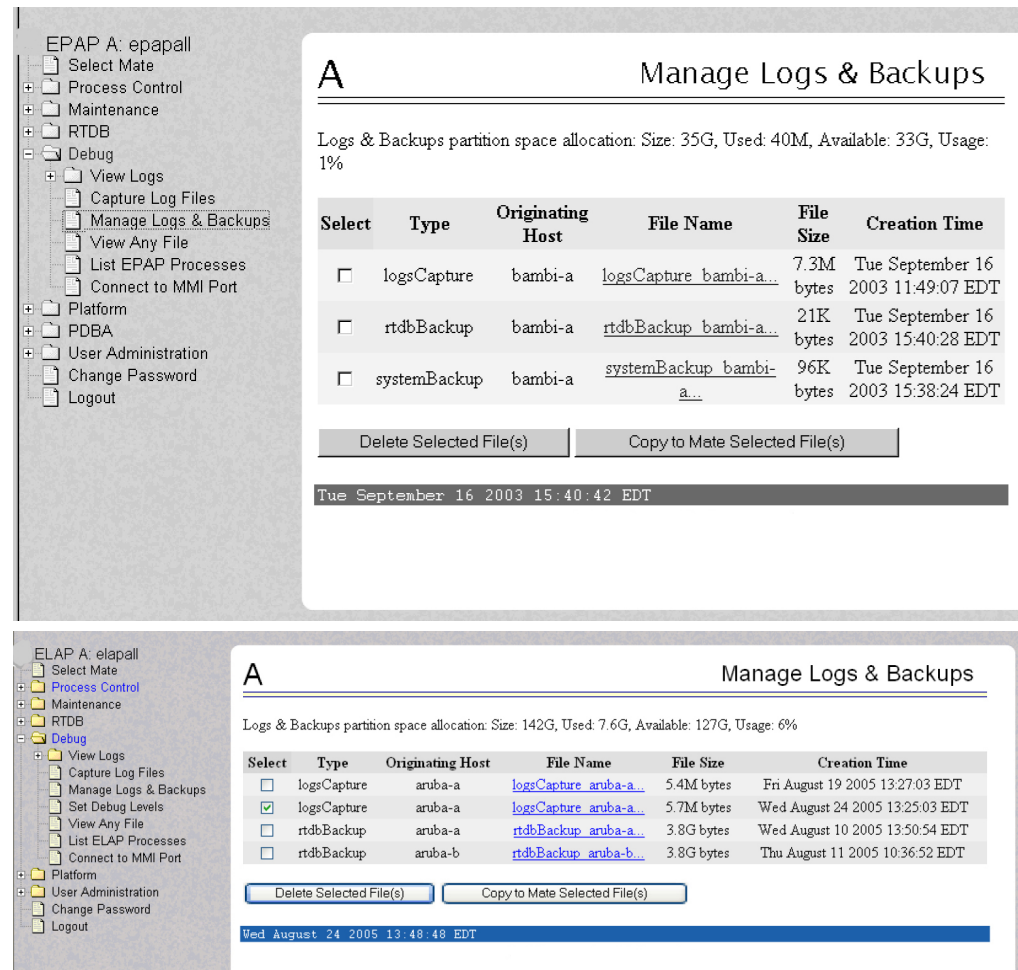 EPAP A: epapall
Select Mate
Process Control
Maintenance
RTDB
Debug
View Logs
Capture Log Files
Manage Logs & Backups
View Any File
List EPAP Processes
Connect to MMI Port
Platform
PDBA
User Administration
Change Password
Logout
A Manage Logs & Backups
Logs & Backups partition space allocation: Size: 35G, Used: 40M, Available: 33G, Usage:
1%
Select Type Originating Host File Name File Size Creation Time
logsCapture bambi-a logsCapture_bambi-a... 7.3M bytes Tue September 16 2003 11:49:07 EDT
rtdbBackup bambi-a rtdbBackup_bambi-a... 21K bytes Tue September 16 2003 15:40:28 EDT
systemBackup bambi-a systemBackup_bambi-a... 96K bytes Tue September 16 2003 15:38:24 EDT
Delete Selected File(s) Copy to Mate Selected File(s)
Tue September 16 2003 15:40:42 EDT
ELAP A: elapall
Select Mate
Process Control
Maintenance
RTDB
Debug
View Logs
Capture Log Files
Manage Logs & Backups
Set Debug Levels
View Any File
List ELAP Processes
Connect to MMI Port
Platform
User Administration
Change Password
Logout
A Manage Logs & Backups
Logs & Backups partition space allocation: Size: 142G, Used: 7.6G, Available: 127G, Usage: 6%
Select Type Originating Host File Name File Size Creation Time
logsCapture aruba-a logsCapture_aruba-a... 5.4M bytes Fri August 19 2005 13:27:03 EDT
logsCapture aruba-a logsCapture_aruba-a... 5.7M bytes Wed August 24 2005 13:25:03 EDT
rtdbBackup aruba-a rtdbBackup_aruba-a... 3.8G bytes Wed August 10 2005 13:50:54 EDT
rtdbBackup aruba-b rtdbBackup_aruba-b... 3.8G bytes Thu August 11 2005 10:36:52 EDT
Delete Selected File(s) Copy to Mate Selected File(s)
Wed August 24 2005 13:48:48 EDT